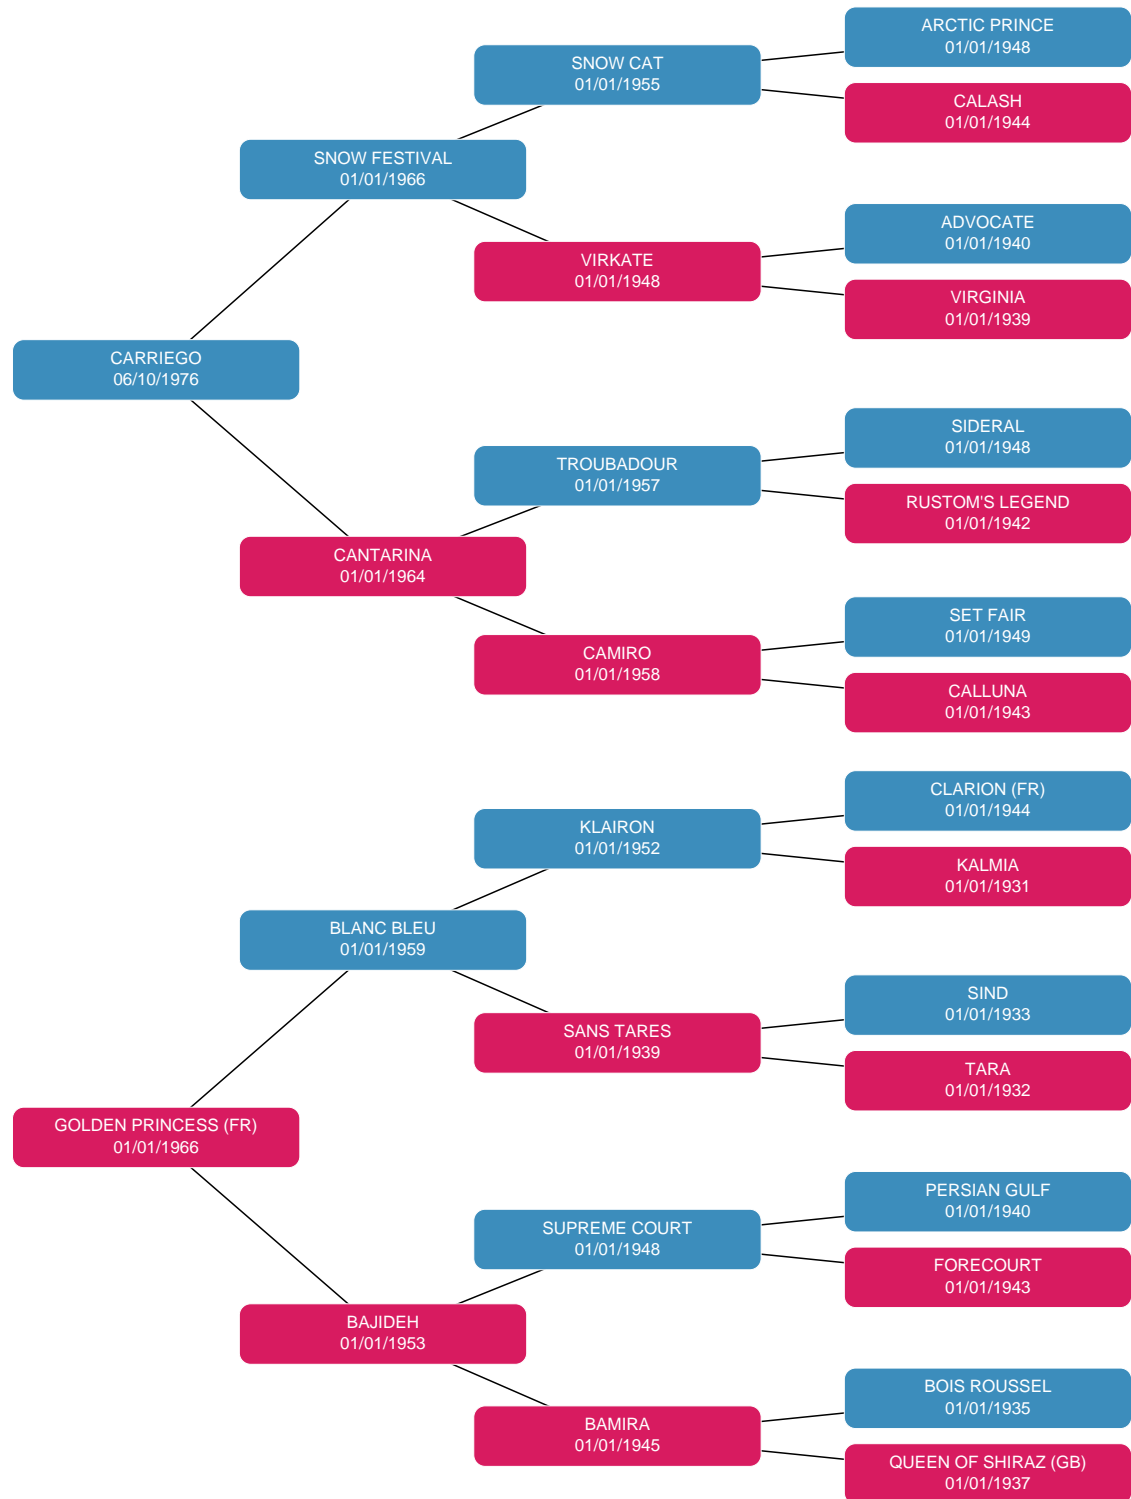 ARCTIC PRINCE
01/01/1948
SNOW CAT
01/01/1955
CALASH
01/01/1944
SNOW FESTIVAL
01/01/1966
ADVOCATE
01/01/1940
VIRKATE
01/01/1948
VIRGINIA
01/01/1939
CARRIEGO
06/10/1976
SIDERAL
01/01/1948
TROUBADOUR
01/01/1957
RUSTOM'S LEGEND
01/01/1942
CANTARINA
01/01/1964
SET FAIR
01/01/1949
CAMIRO
01/01/1958
CALLUNA
01/01/1943
CLARION (FR)
01/01/1944
KLAIRON
01/01/1952
KALMIA
01/01/1931
BLANC BLEU
01/01/1959
SIND
01/01/1933
SANS TARES
01/01/1939
TARA
01/01/1932
GOLDEN PRINCESS (FR)
01/01/1966
PERSIAN GULF
01/01/1940
SUPREME COURT
01/01/1948
FORECOURT
01/01/1943
BAJIDEH
01/01/1953
BOIS ROUSSEL
01/01/1935
BAMIRA
01/01/1945
QUEEN OF SHIRAZ (GB)
01/01/1937